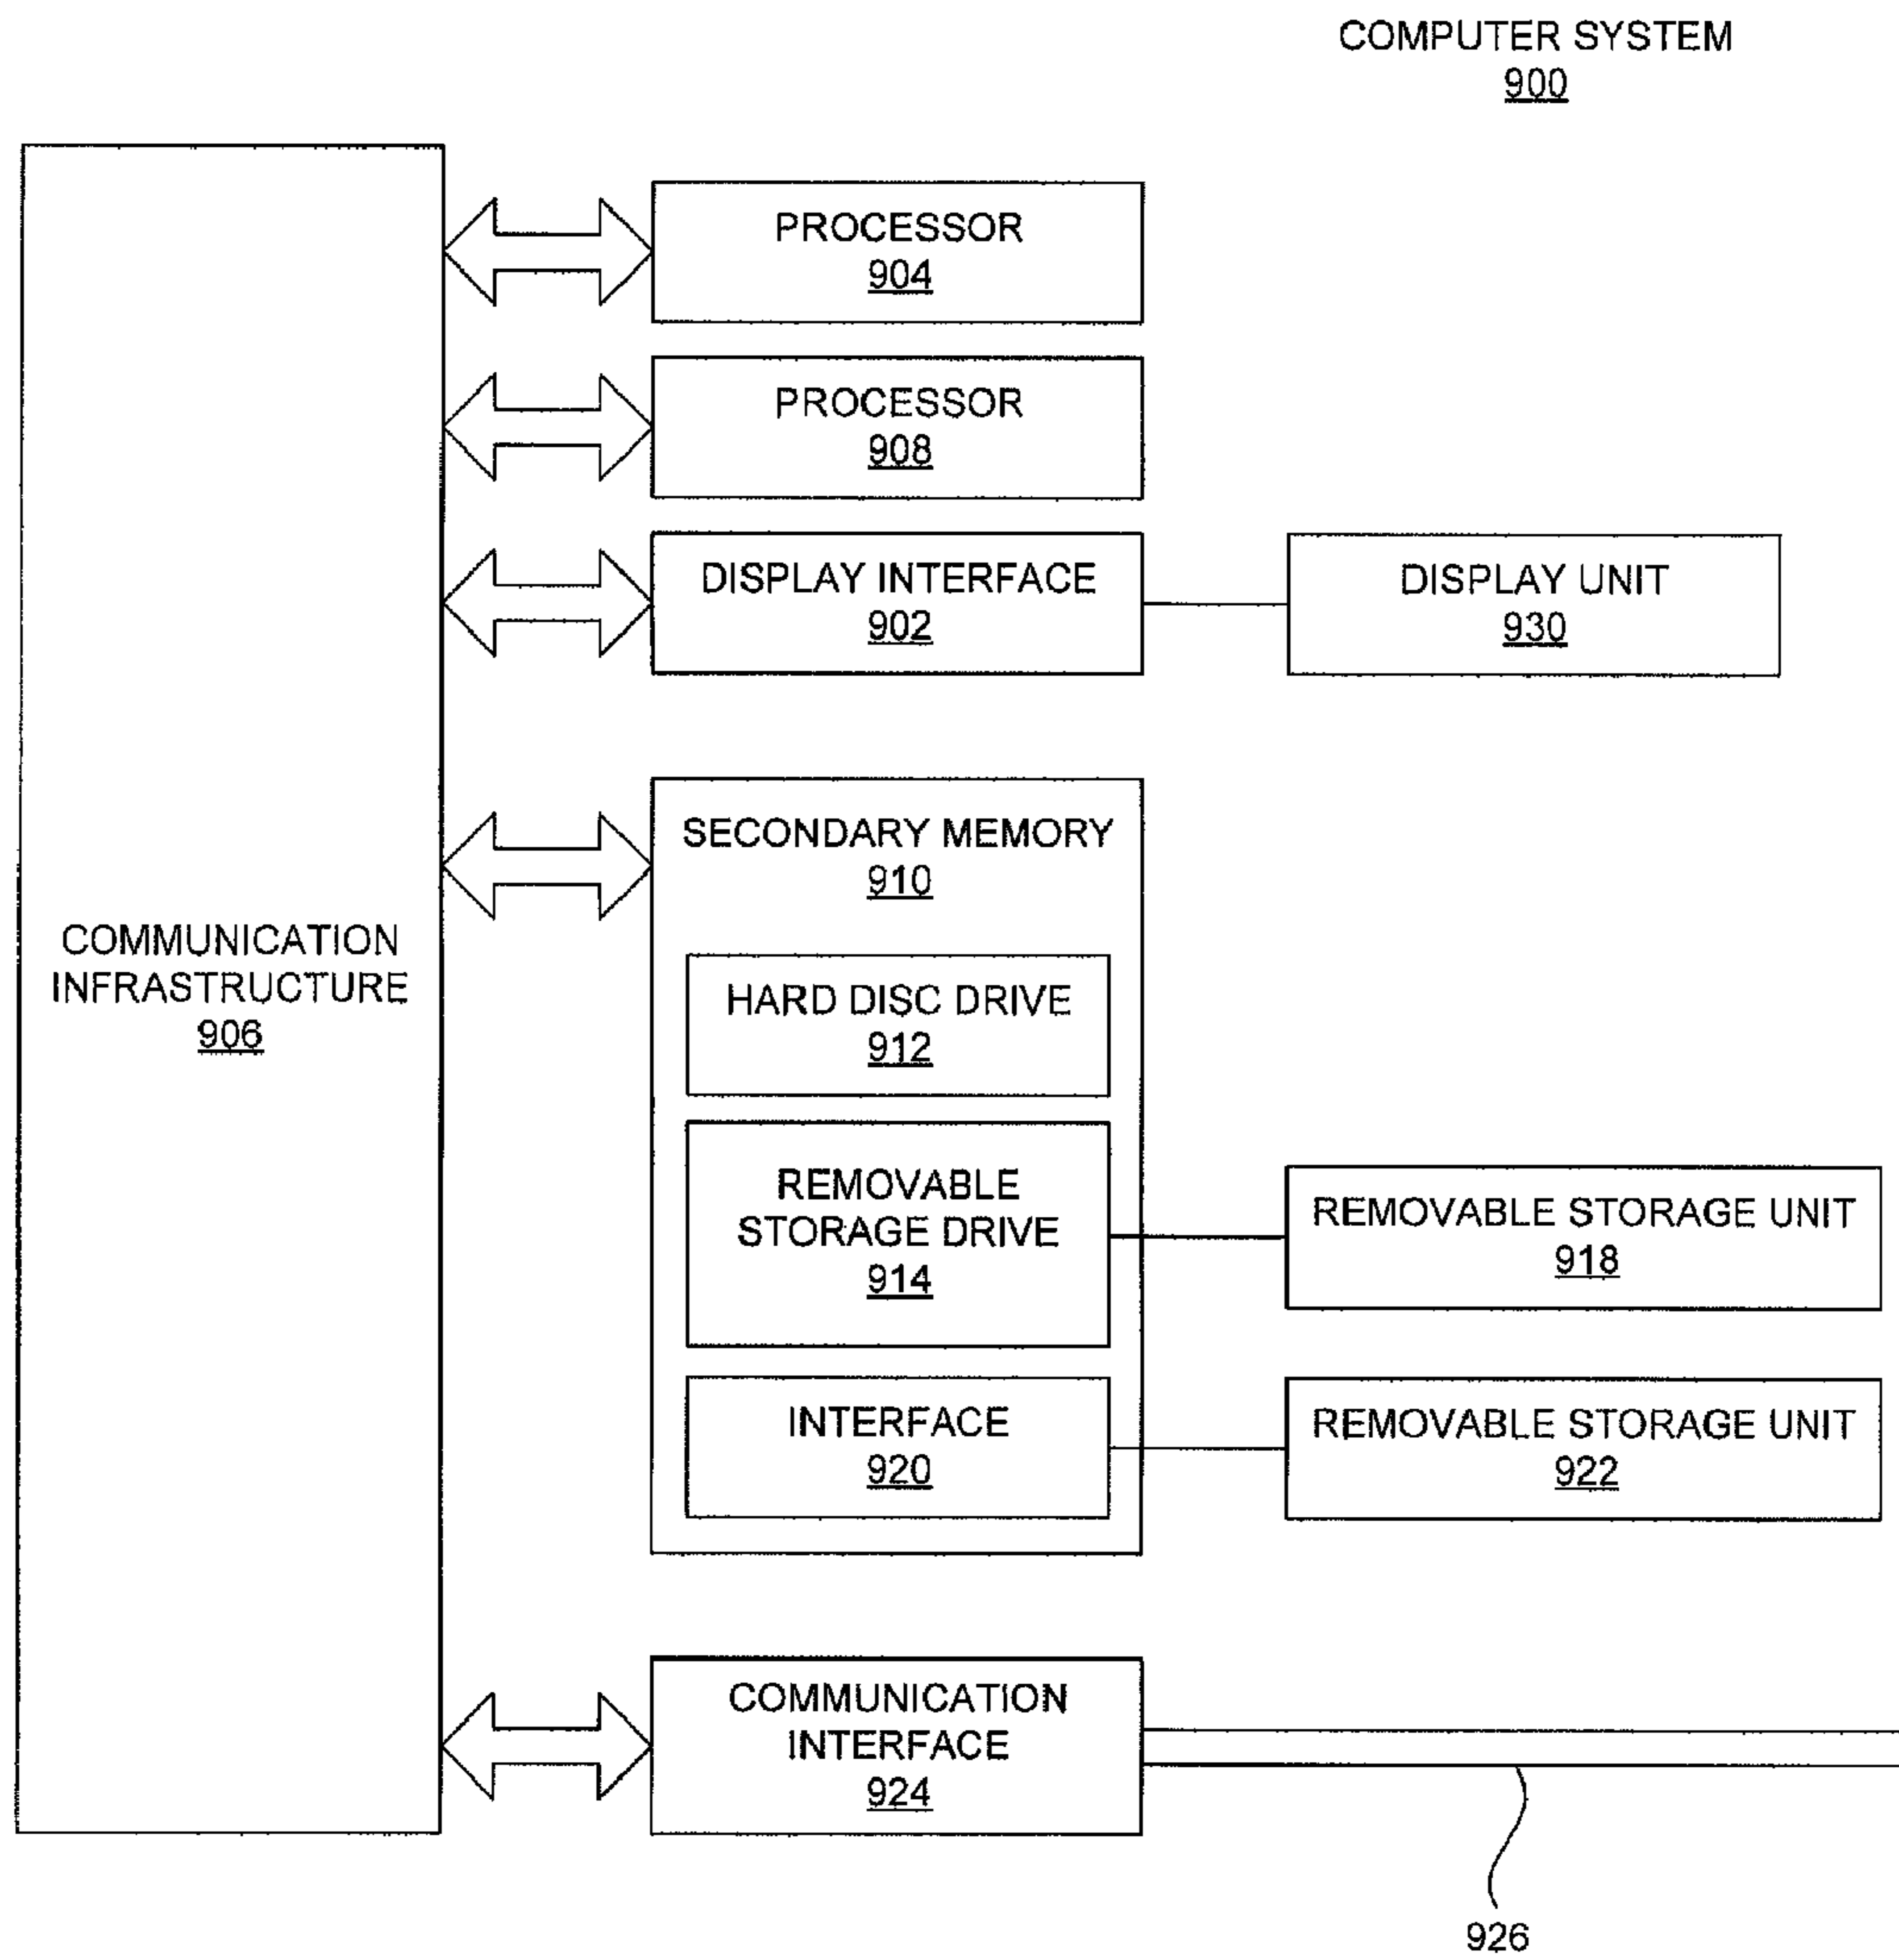 COMPUTER SYSTEM
900
PROCESSOR
904
PROCESSOR
908
DISPLAY INTERFACE
902
DISPLAY UNIT
930
SECONDARY MEMORY
910
COMMUNICATION
INFRASTRUCTURE
906
HARD DISC DRIVE
912
REMOVABLE
STORAGE DRIVE
914
REMOVABLE STORAGE UNIT
918
INTERFACE
920
REMOVABLE STORAGE UNIT
922
COMMUNICATION
INTERFACE
924
926